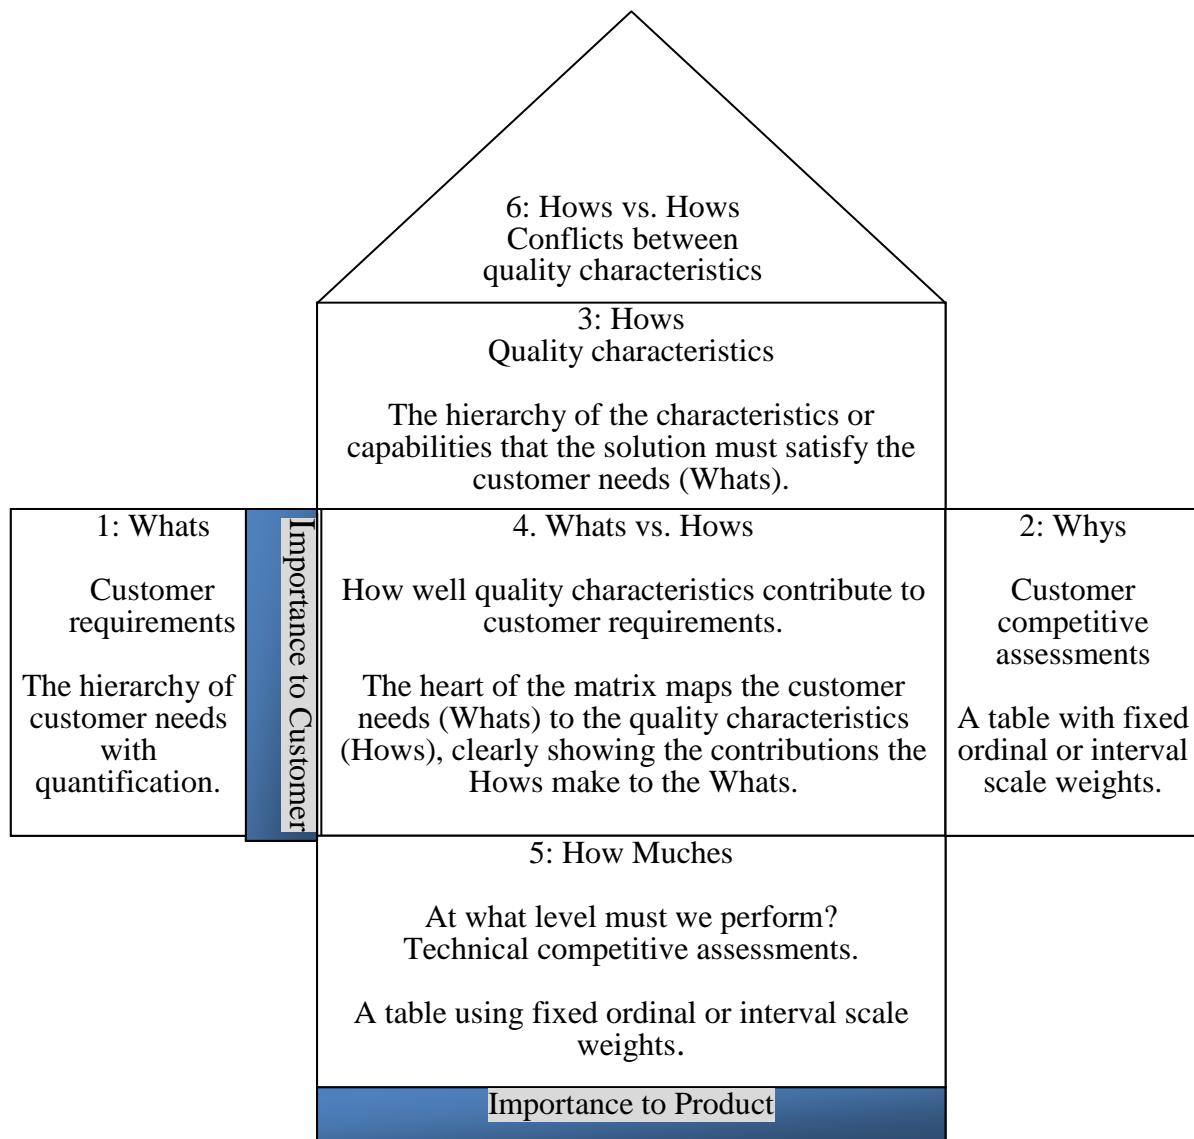 6: Hows vs. Hows
Conflicts between
quality characteristics
3: Hows
Quality characteristics
The hierarchy of the characteristics or
capabilities that the solution must satisfy the
customer needs (Whats).
1: Whats
Customer
requirements
The hierarchy of
customer needs
with
quantification.
Importance to Customer
4. Whats vs. Hows
How well quality characteristics contribute to
customer requirements.
The heart of the matrix maps the customer
needs (Whats) to the quality characteristics
(Hows), clearly showing the contributions the
Hows make to the Whats.
2: Whys
Customer
competitive
assessments
A table with fixed
ordinal or interval
scale weights.
5: How Muches
At what level must we perform?
Technical competitive assessments.
A table using fixed ordinal or interval scale
weights.
Importance to Product